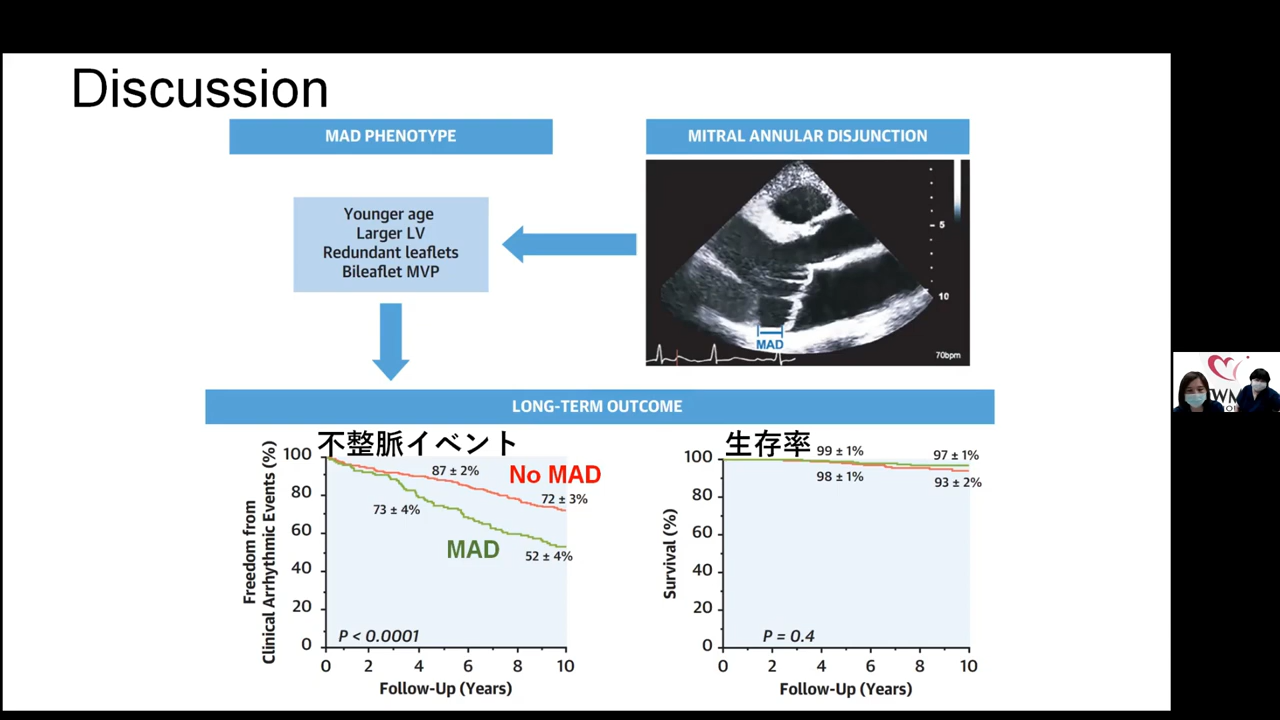 Discussion
MAD PHENOTYPE
MITRAL ANNULAR DISJUNCTION
Younger age
Larger LV
Redundant leaflets
Bileaflet MVP
5
10
MAD
70bpm
LONG-TERM OUTCOME
不整脈イベント
Freedom from
Clinical Arrhythmic Events (%)
100
80
60
40
20
0
87 ± 2%
No MAD
72 ± 3%
73 ± 4%
MAD
52 ± 4%
P < 0.0001
0 2 4 6 8 10
Follow-Up (Years)
生存率
Survival (%)
100
80
60
40
20
0
99 ± 1%
97 ± 1%
98 ± 1%
93 ± 2%
P = 0.4
0 2 4 6 8 10
Follow-Up (Years)